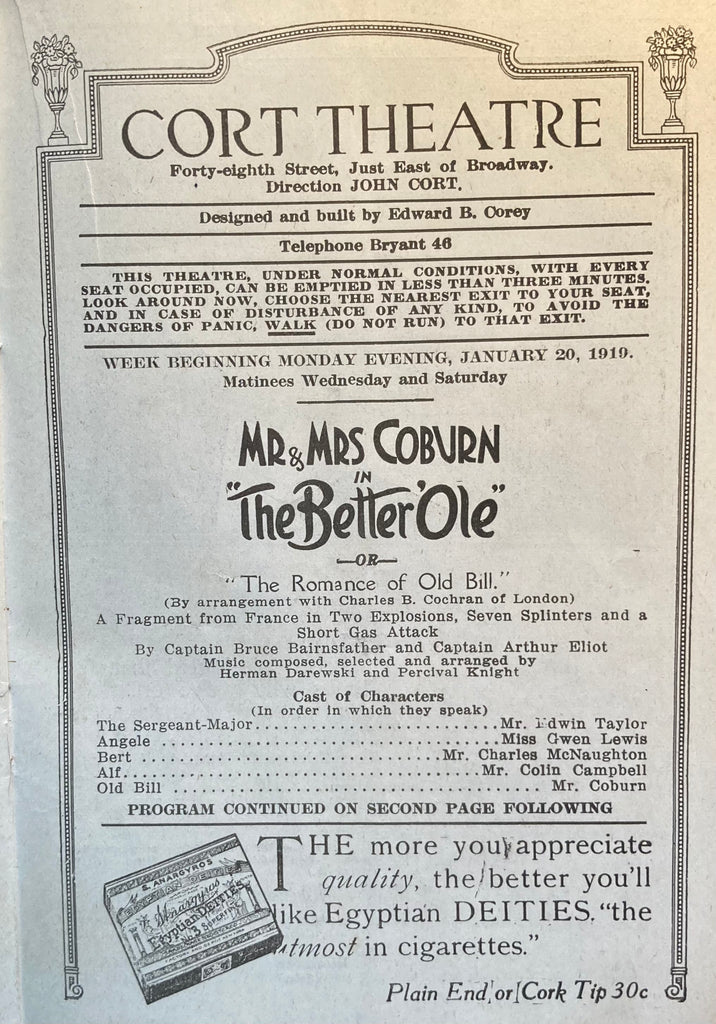 CORT THEATRE
Forty-eighth Street, Just East of Broadway.
Direction JOHN CORT.
Designed and built by Edward B. Corey
Telephone Bryant 46
THIS THEATRE, UNDER NORMAL CONDITIONS, WITH EVERY
SEAT OCCUPIED, CAN BE EMPTIED IN LESS THAN THREE MINUTES.
LOOK AROUND NOW, CHOOSE THE NEAREST EXIT TO YOUR SEAT,
AND IN CASE OF DISTURBANCE OF ANY KIND, TO AVOID THE
DANGERS OF PANIC, WALK (DO NOT RUN) TO THAT EXIT.
WEEK BEGINNING MONDAY EVENING, JANUARY 20, 1919.
Matinees Wednesday and Saturday
MR & MRS COBURN
IN
"The Better 'Ole"
—OR—
"The Romance of Old Bill."
(By arrangement with Charles B. Cochran of London)
A Fragment from France in Two Explosions, Seven Splinters and a
Short Gas Attack
By Captain Bruce Bairnsfather and Captain Arthur Eliot
Music composed, selected and arranged by
Herman Darewski and Percival Knight
Cast of Characters
(In order in which they speak)
The Sergeant-Major..........................Mr. Edwin Taylor
Angele .....................................Miss Gwen Lewis
Bert ................................Mr. Charles McNaughton
Alf....................................Mr. Colin Campbell
Old Bill .......................................... Mr. Coburn
PROGRAM CONTINUED ON SECOND PAGE FOLLOWING
THE more you appreciate
quality, the better you'll
like Egyptian DEITIES. "the
utmost in cigarettes."
Plain End or Cork Tip 30c
S. ANARGYROS
EGYPTIAN DEITIES
S. Anargyros
Egyptian DEITIES